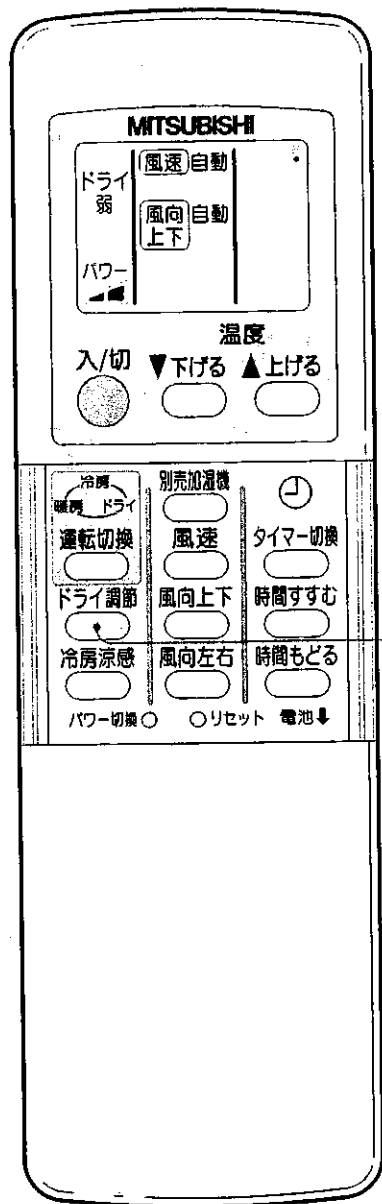 MITSUBISHI
風速 自動
ドライ
弱
風向 自動
上下
パワー
温度
入/切 ▼下げる ▲上げる
冷房
暖房 ドライ
別売加湿機
運転切換 風速 タイマー切換
ドライ調節 風向上下 時間すすむ
冷房涼感 風向左右 時間もどる
パワー切換○ ○リセット 電池⬇